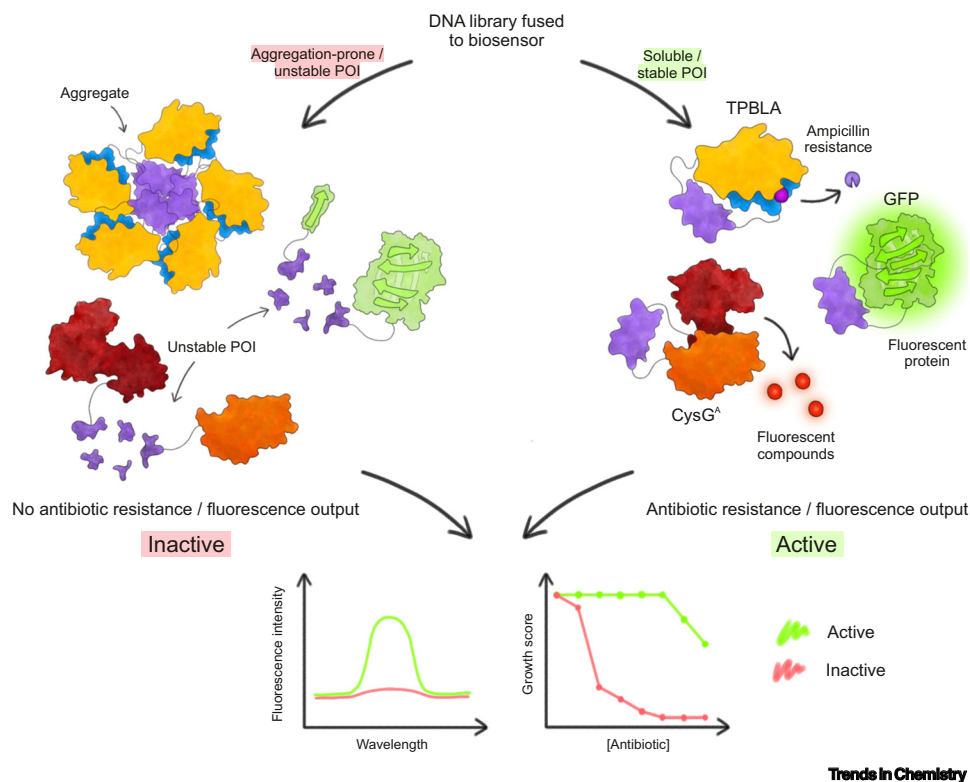 DNA library fused
to biosensor
Aggregation-prone /
unstable POI
Soluble /
stable POI
Aggregate
TPBLA
Ampicillin
resistance
GFP
Unstable POI
Fluorescent
protein
CysGᴬ
Fluorescent
compounds
No antibiotic resistance / fluorescence output
Inactive
Antibiotic resistance / fluorescence output
Active
Fluorescence intensity
Wavelength
Growth score
[Antibiotic]
Active
Inactive
Trends in Chemistry